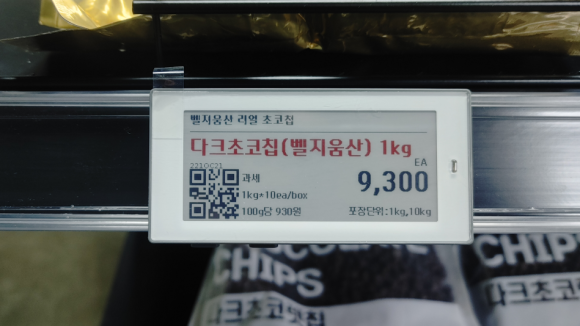 벨지움산 리얼 초코칩
다크초코칩(벨지움산) 1kg
EA
과세
9,300
1kg*10ea/box
100g당 930원
포장단위:1kg,10kg
CHIPS
CHIPS
다크초코맛칩